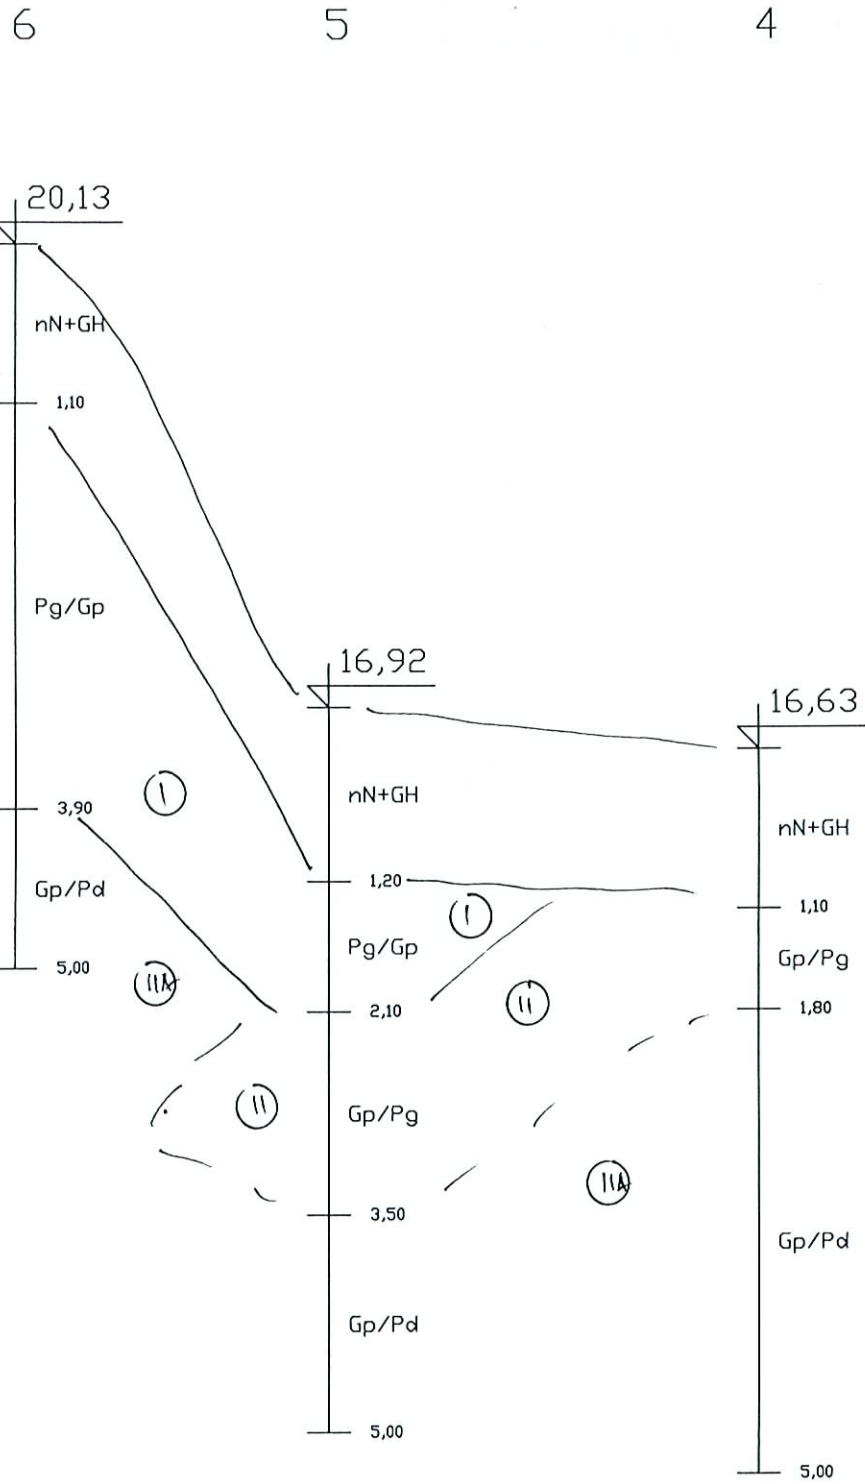 6 5 4
20,13
nN+GH
1,10
Pg/Gp
I
3,90
Gp/Pd
5,00
IIA
16,92
nN+GH
1,20
I
Pg/Gp
II
2,10
II
Gp/Pg
3,50
IIA
Gp/Pd
5,00
16,63
nN+GH
1,10
Gp/Pg
1,80
Gp/Pd
5,00